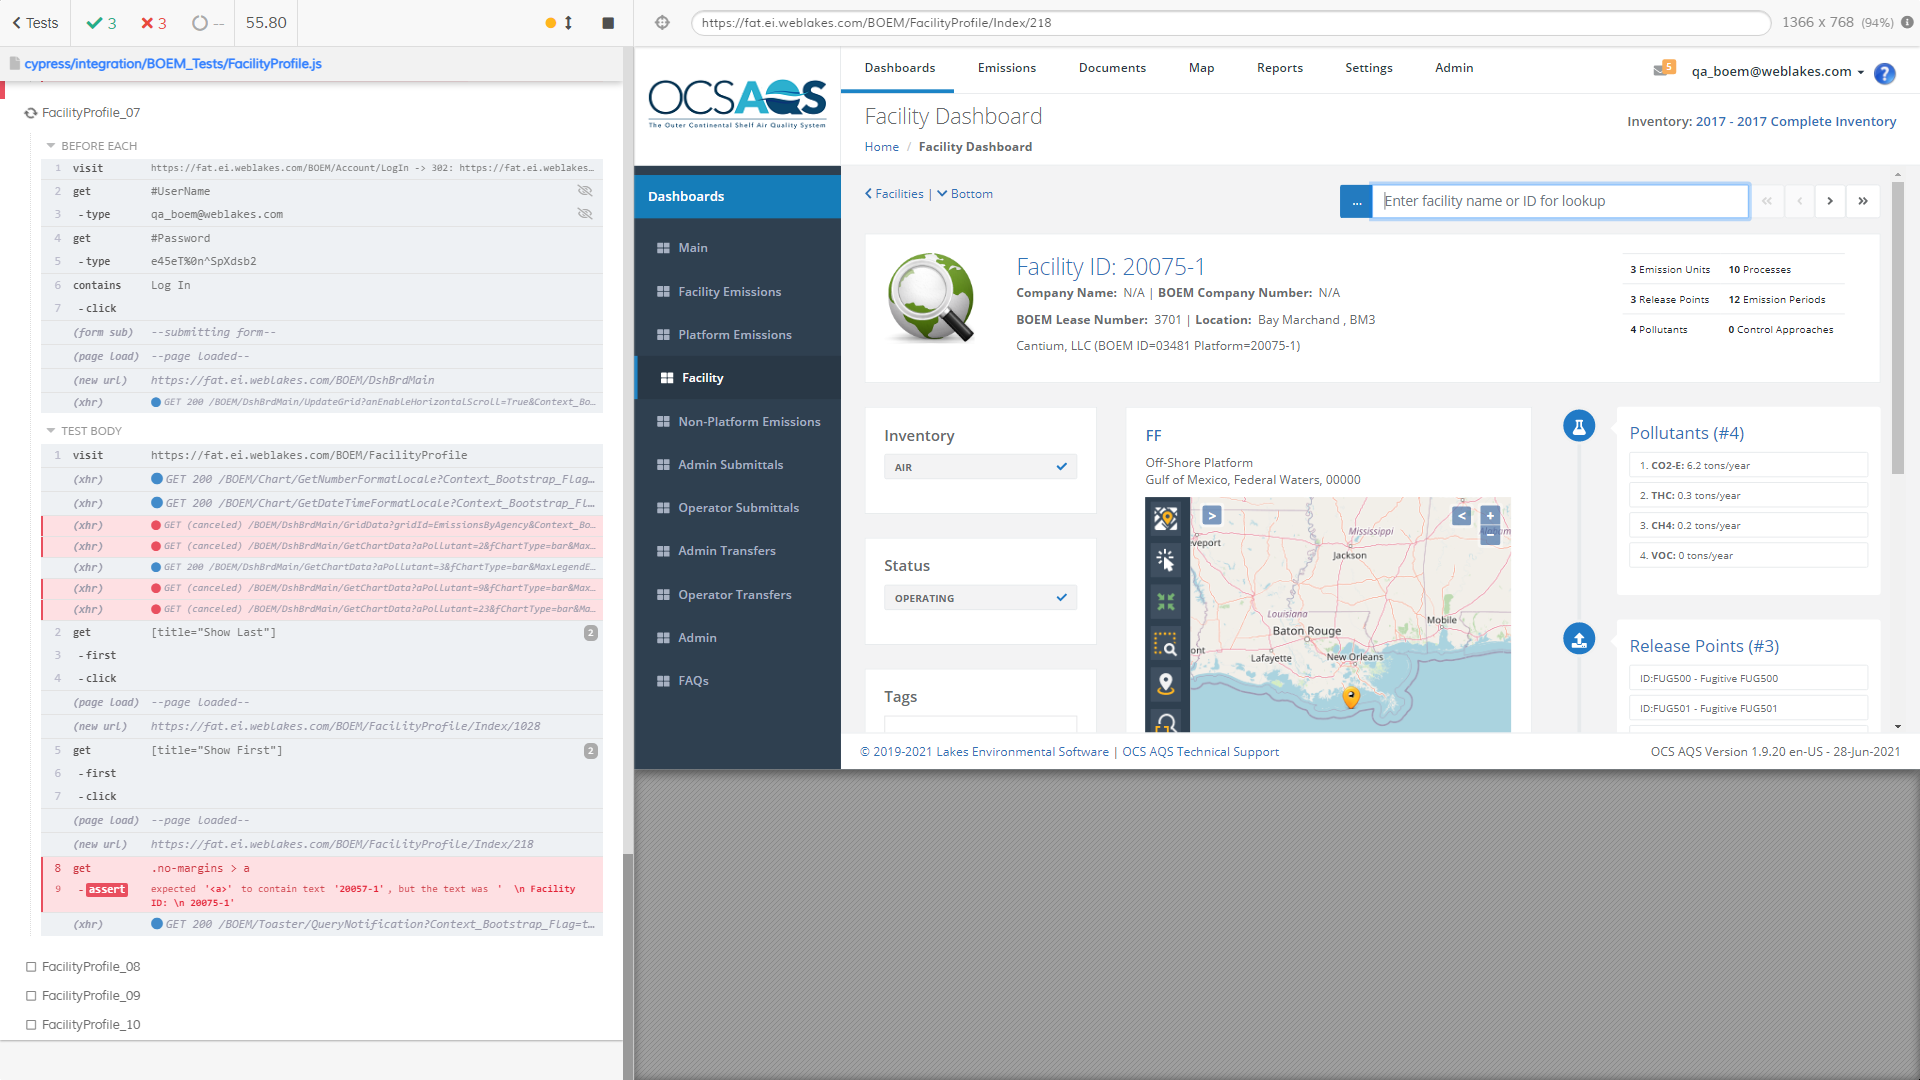 Tests
3
3
--
55.80
cypress/integration/BOEM_Tests/FacilityProfile.js
FacilityProfile_07
BEFORE EACH
1 visit https://fat.ei.weblakes.com/BOEM/Account/LogIn -> 302: https://fat.ei.weblakes…
2 get #UserName
3 -type qa_boem@weblakes.com
4 get #Password
5 -type e45eT%0n^SpXdsb2
6 contains Log In
7 -click
(form sub) --submitting form--
(page load) --page loaded--
(new url) https://fat.ei.weblakes.com/BOEM/DshBrdMain
(xhr) GET 200 /BOEM/DshBrdMain/UpdateGrid?anEnableHorizontalScroll=True&Context_Bo…
TEST BODY
1 visit https://fat.ei.weblakes.com/BOEM/FacilityProfile
(xhr) GET 200 /BOEM/Chart/GetNumberFormatLocale?Context_Bootstrap_Flag…
(xhr) GET 200 /BOEM/Chart/GetDateTimeFormatLocale?Context_Bootstrap_Fl…
(xhr) GET (canceled) /BOEM/DshBrdMain/GridData?gridId=EmissionsByAgency&Context_Bo…
(xhr) GET (canceled) /BOEM/DshBrdMain/GetChartData?aPollutant=2&fChartType=bar&Max…
(xhr) GET 200 /BOEM/DshBrdMain/GetChartData?aPollutant=3&fChartType=bar&MaxLegendE…
(xhr) GET (canceled) /BOEM/DshBrdMain/GetChartData?aPollutant=9&fChartType=bar&Max…
(xhr) GET (canceled) /BOEM/DshBrdMain/GetChartData?aPollutant=23&fChartType=bar&Ma…
2 get [title="Show Last"] 2
3 -first
4 -click
(page load) --page loaded--
(new url) https://fat.ei.weblakes.com/BOEM/FacilityProfile/Index/1028
5 get [title="Show First"] 2
6 -first
7 -click
(page load) --page loaded--
(new url) https://fat.ei.weblakes.com/BOEM/FacilityProfile/Index/218
8 get .no-margins > a
9 -assert expected '<a>' to contain text '20057-1', but the text was ' \n Facility
ID: \n 20075-1'
(xhr) GET 200 /BOEM/Toaster/QueryNotification?Context_Bootstrap_Flag=t…
FacilityProfile_08
FacilityProfile_09
FacilityProfile_10
https://fat.ei.weblakes.com/BOEM/FacilityProfile/Index/218
1366 x 768 (94%)
OCSAQS
The Outer Continental Shelf Air Quality System
Dashboards
Emissions
Documents
Map
Reports
Settings
Admin
5
qa_boem@weblakes.com
?
Facility Dashboard
Home / Facility Dashboard
Inventory: 2017 - 2017 Complete Inventory
Dashboards
Main
Facility Emissions
Platform Emissions
Facility
Non-Platform Emissions
Admin Submittals
Operator Submittals
Admin Transfers
Operator Transfers
Admin
FAQs
Facilities | Bottom
...
Enter facility name or ID for lookup
Facility ID: 20075-1
Company Name: N/A | BOEM Company Number: N/A
BOEM Lease Number: 3701 | Location: Bay Marchand , BM3
Cantium, LLC (BOEM ID=03481 Platform=20075-1)
3 Emission Units 10 Processes
3 Release Points 12 Emission Periods
4 Pollutants 0 Control Approaches
Inventory
AIR
Status
OPERATING
Tags
FF
Off-Shore Platform
Gulf of Mexico, Federal Waters, 00000
>
<
+
−
Mississippi
Alabama
veport
Jackson
Louisiana
Baton Rouge
Mobile
ont
Lafayette
New Orleans
Pollutants (#4)
1. CO2-E: 6.2 tons/year
2. THC: 0.3 tons/year
3. CH4: 0.2 tons/year
4. VOC: 0 tons/year
Release Points (#3)
ID:FUG500 - Fugitive FUG500
ID:FUG501 - Fugitive FUG501
© 2019-2021 Lakes Environmental Software | OCS AQS Technical Support
OCS AQS Version 1.9.20 en-US - 28-Jun-2021